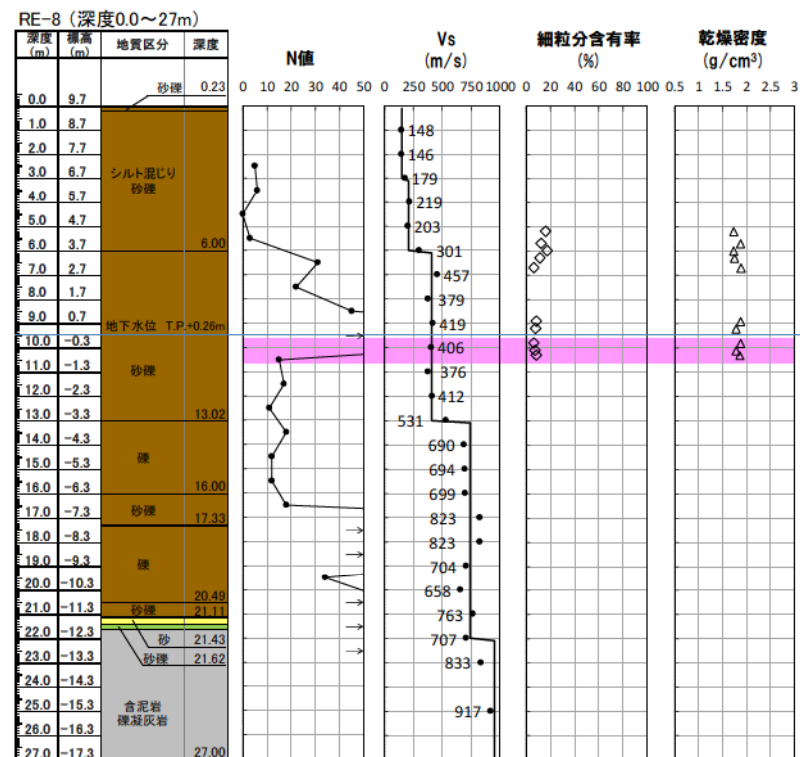 RE-8 (深度0.0～27m)
深度 標高 地質区分 深度
(m) (m)
N値
Vs
(m/s)
細粒分含有率
(%)
乾燥密度
(g/cm³)
0 10 20 30 40 50
0 250 500 750 1000
0 20 40 60 80 100
0.5 1 1.5 2 2.5 3
砂礫 0.23
0.0 9.7
1.0 8.7 148
2.0 7.7 146
シルト混じり
砂礫
3.0 6.7 179
4.0 5.7 219
5.0 4.7 203
6.00
6.0 3.7 301
7.0 2.7 457
8.0 1.7 379
9.0 0.7 419
地下水位 T.P.+0.26m
10.0 -0.3 406
11.0 -1.3 376
砂礫
12.0 -2.3 412
13.02
13.0 -3.3 531
14.0 -4.3 690
礫
15.0 -5.3 694
16.00
16.0 -6.3 699
砂礫
17.0 -7.3 823
17.33
18.0 -8.3 823
礫
19.0 -9.3 704
20.0 -10.3 658
20.49
21.0 -11.3 763
砂礫 21.11
22.0 -12.3 707
砂 21.43
砂礫 21.62
23.0 -13.3 833
24.0 -14.3
25.0 -15.3 917
含泥岩
礫凝灰岩
26.0 -16.3
27.0 -17.3 27.00